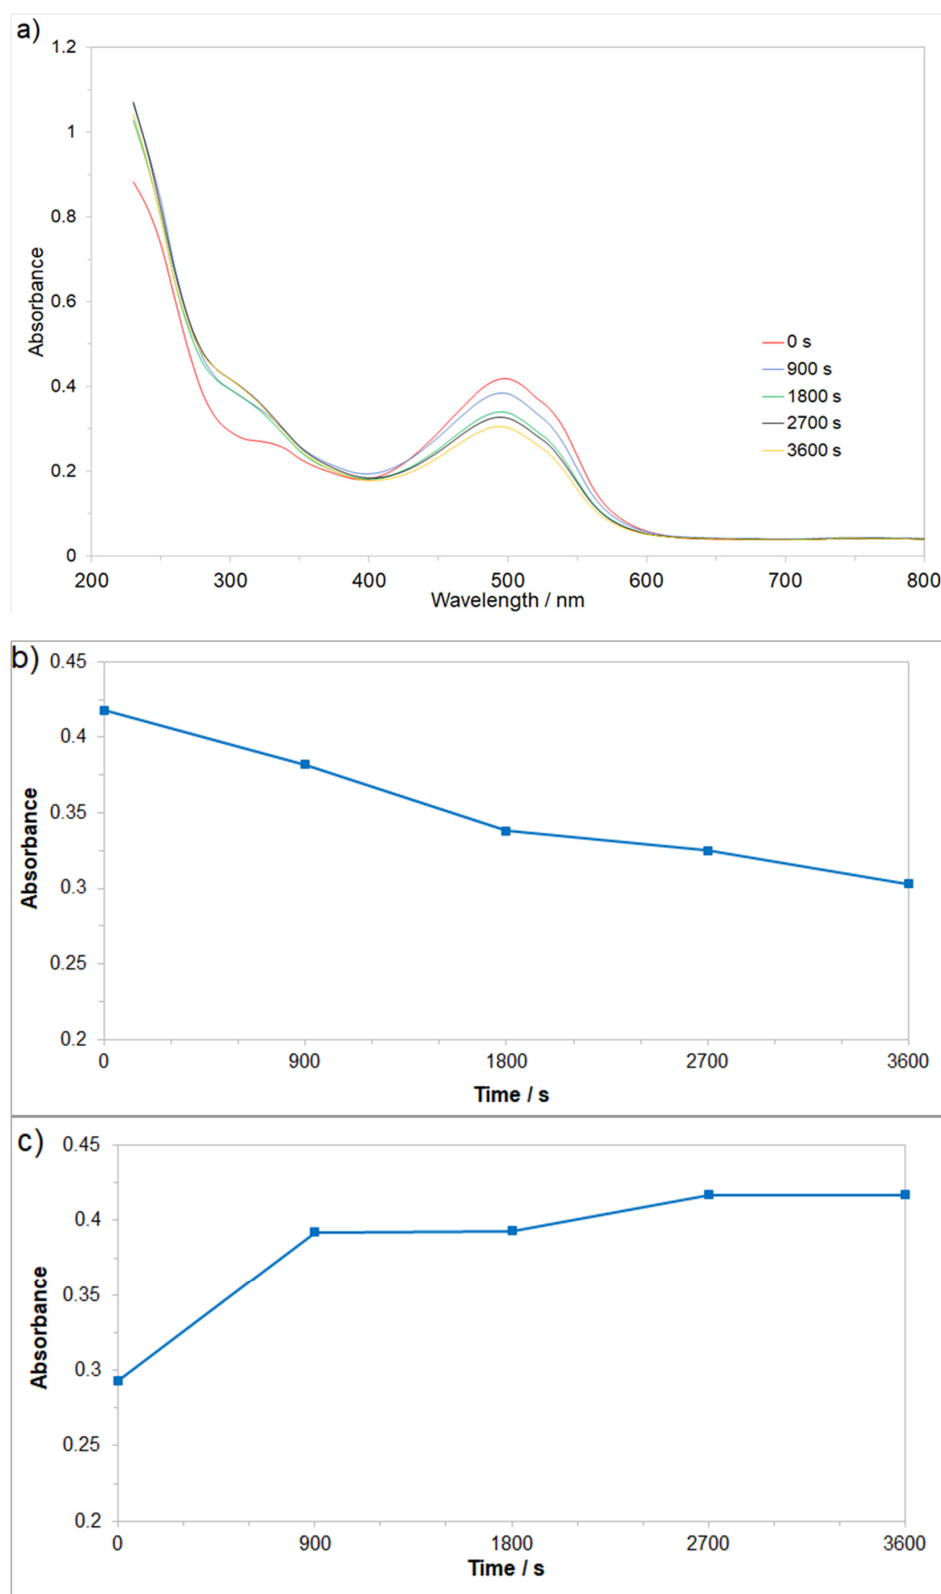 a)
1.2
1
0.8
0.6
0.4
0.2
0
Absorbance
0 s
900 s
1800 s
2700 s
3600 s
200 300 400 500 600 700 800
Wavelength / nm
b)
0.45
0.4
0.35
0.3
0.25
0.2
Absorbance
0 900 1800 2700 3600
Time / s
c)
0.45
0.4
0.35
0.3
0.25
0.2
Absorbance
0 900 1800 2700 3600
Time / s